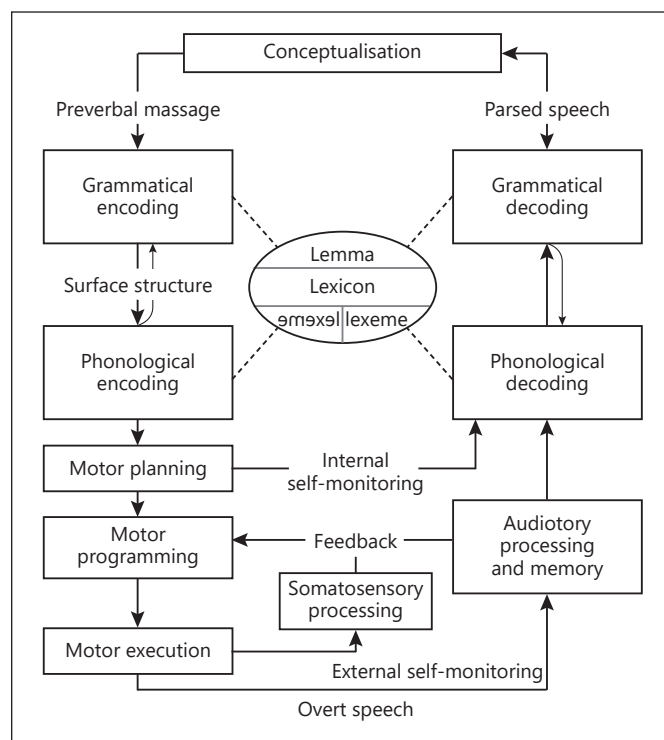 Conceptualisation
Preverbal massage
Parsed speech
Grammatical
encoding
Grammatical
decoding
Lemma
Lexicon
lexeme
lexeme
Surface structure
Phonological
encoding
Phonological
decoding
Motor planning
Internal
self-monitoring
Motor
programming
Feedback
Audiotory
processing
and memory
Somatosensory
processing
Motor execution
External self-monitoring
Overt speech